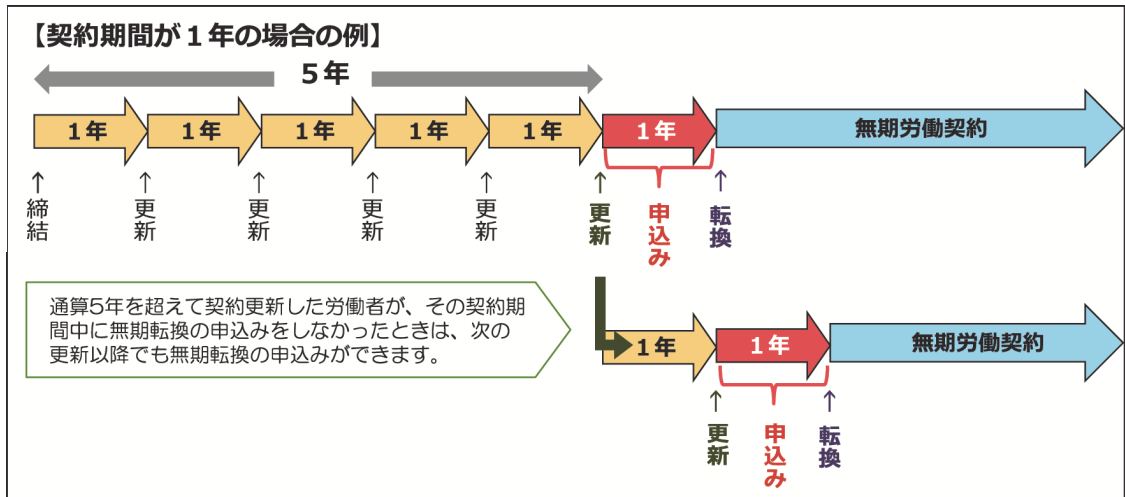 【契約期間が１年の場合の例】
５年
１年
１年
１年
１年
１年
１年
無期労働契約
↑
締結
↑
更新
↑
更新
↑
更新
↑
更新
↑
更新
申込み
↑
転換
通算5年を超えて契約更新した労働者が、その契約期
間中に無期転換の申込みをしなかったときは、次の
更新以降でも無期転換の申込みができます。
１年
１年
無期労働契約
↑
更新
申込み
↑
転換